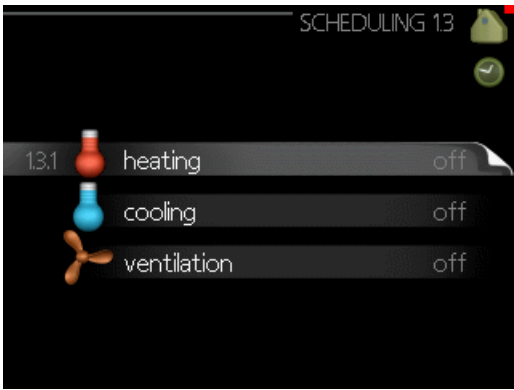 SCHEDULING 1.3
1.3.1 heating off
cooling off
ventilation off